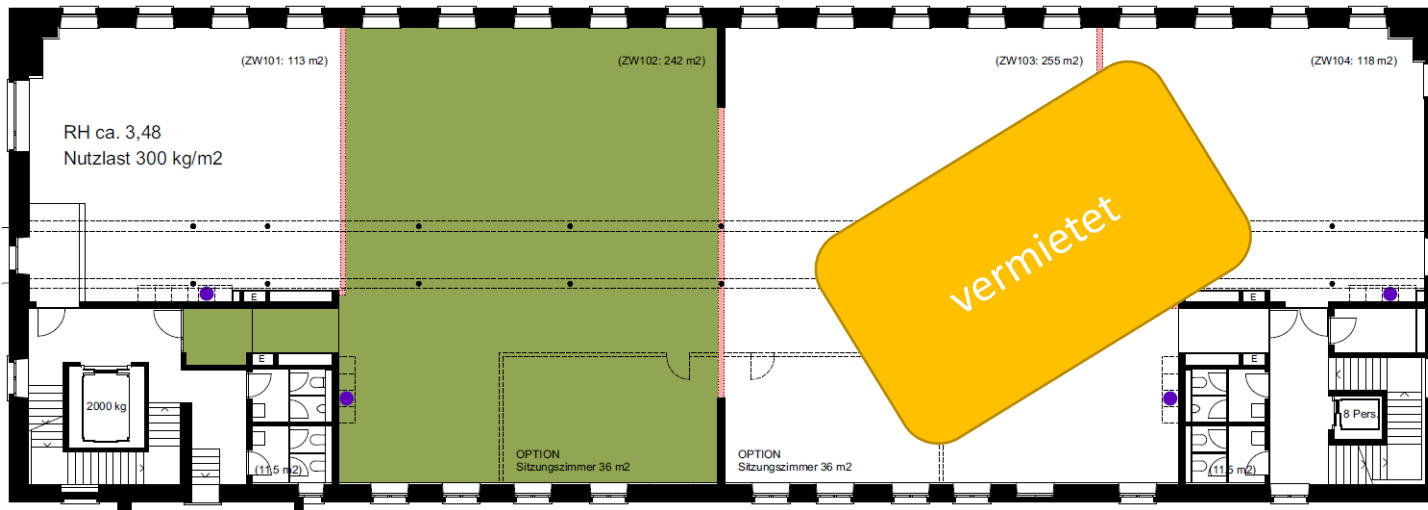 (ZW101: 113 m2)
(ZW102: 242 m2)
(ZW103: 255 m2)
(ZW104: 118 m2)
RH ca. 3,48
Nutzlast 300 kg/m2
vermietet
E
E
E
E
2000 kg
8 Pers.
OPTION
Sitzungszimmer 36 m2
OPTION
Sitzungszimmer 36 m2
(11.5 m2)
(11.5 m2)